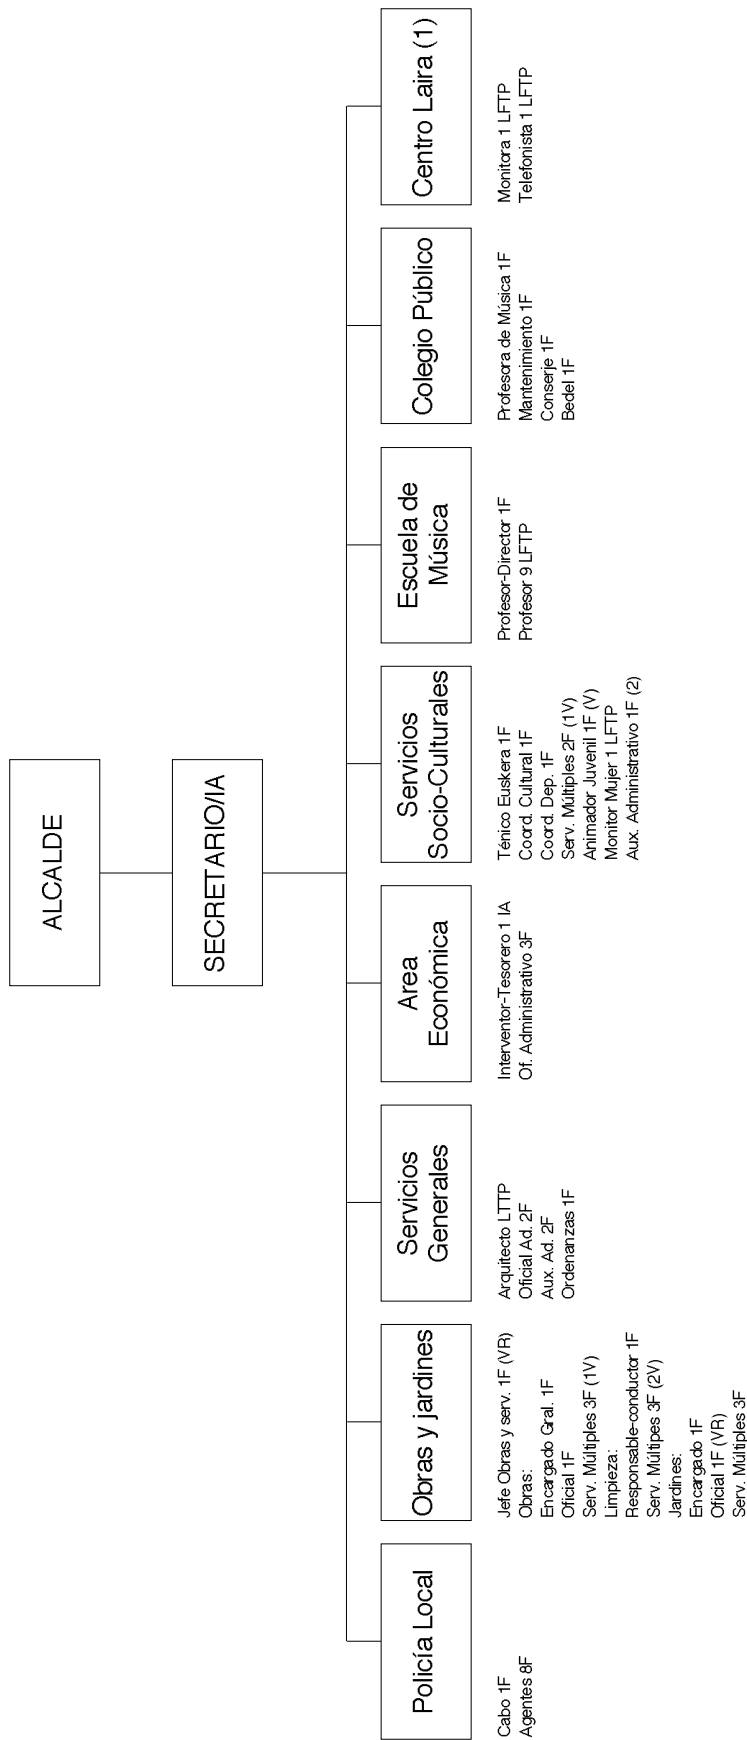 ALCALDE
SECRETARIO/IA
Policía Local
Cabo 1F
Agentes 8F
Obras y jardines
Jefe Obras y serv. 1F (VR)
Obras:
Encargado Gral. 1F
Oficial 1F
Serv. Múltiples 3F (1V)
Limpieza:
Responsable-conductor 1F
Serv. Múltipes 3F (2V)
Jardines:
Encargado 1F
Oficial 1F (VR)
Serv. Múltiples 3F
Servicios
Generales
Arquitecto LTTP
Oficial Ad. 2F
Aux. Ad. 2F
Ordenanzas 1F
Area
Económica
Interventor-Tesorero 1 IA
Of. Administrativo 3F
Servicios
Socio-Culturales
Ténico Euskera 1F
Coord. Cultural 1F
Coord. Dep. 1F
Serv. Múltiples 2F (1V)
Animador Juvenil 1F (V)
Monitor Mujer 1 LFTP
Aux. Administrativo 1F (2)
Escuela de
Música
Profesor-Director 1F
Profesor 9 LFTP
Colegio Público
Profesora de Música 1F
Mantenimiento 1F
Conserje 1F
Bedel 1F
Centro Laira (1)
Monitora 1 LFTP
Telefonista 1 LFTP